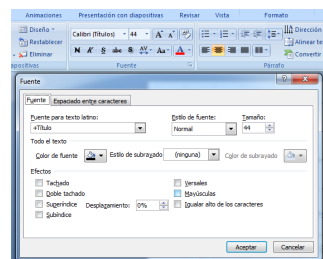 Animaciones Presentación con diapositivas Revisar Vista Formato
Diseño Calibri (Títulos) 44 A A Dirección
Restablecer Alinear te
Eliminar N K S abc S AV Aa A Convertir
apositivas Fuente Párrafo
Fuente
Fuente Espaciado entre caracteres
Fuente para texto latino: Estilo de fuente: Tamaño:
+Título Normal 44
Todo el texto
Color de fuente Estilo de subrayado (ninguna) Color de subrayado
Efectos
Tachado Versales
Doble tachado Mayúsculas
Superíndice Desplazamiento: 0% Igualar alto de los caracteres
Subíndice
Aceptar Cancelar